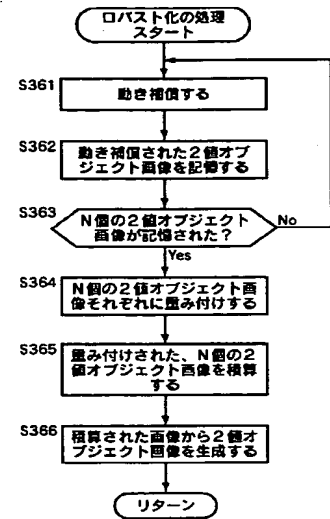 ロバスト化の処理
スタート
S361
動き補償する
S362
動き補償された2値オブ
ジェクト画像を記憶する
S363
N個の2値オブジェクト
画像が記憶された？
No
Yes
S364
N個の2値オブジェクト画
像それぞれに重み付けする
S365
重み付けされた、N個の2
値オブジェクト画像を積算
する
S366
積算された画像から2値オ
ブジェクト画像を生成する
リターン